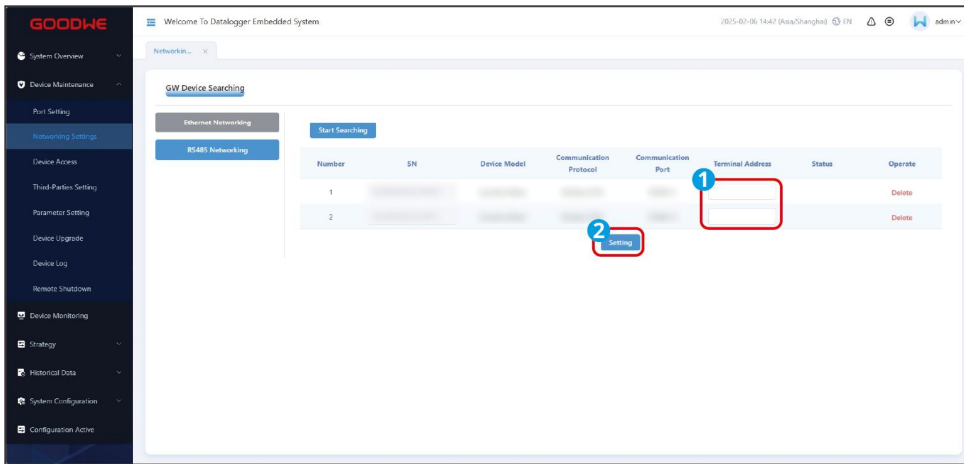 GOODWE
Welcome To Datalogger Embedded System
2025-02-06 14:42 (Asia/Shanghai) EN admin
System Overview
Networkin... ×
Device Maintenance
GW Device Searching
Port Setting
Ethernet Networking
Start Searching
Networking Settings
RS485 Networking
Number SN Device Model Communication Protocol Communication Port Terminal Address Status Operate
Device Access
1
1 Delete
Third-Parties Setting
Parameter Setting
2 Delete
Device Upgrade
2 Setting
Device Log
Remote Shutdown
Device Monitoring
Strategy
Historical Data
System Configuration
Configuration Active